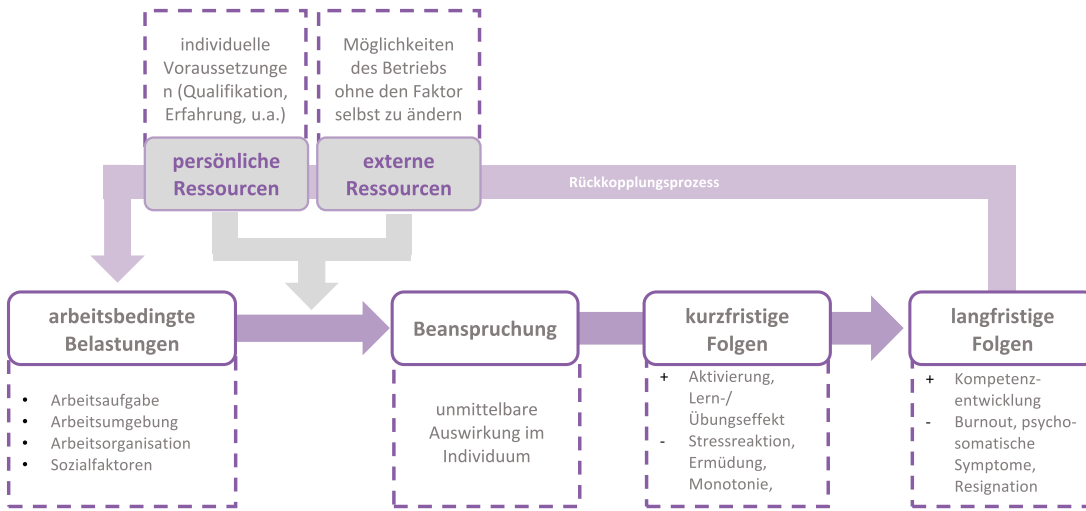 individuelle
Voraussetzunge
n (Qualifikation,
Erfahrung, u.a.)
Möglichkeiten
des Betriebs
ohne den Faktor
selbst zu ändern
persönliche
Ressourcen
externe
Ressourcen
Rückkopplungsprozess
arbeitsbedingte
Belastungen
Beanspruchung
kurzfristige
Folgen
langfristige
Folgen
• Arbeitsaufgabe
• Arbeitsumgebung
• Arbeitsorganisation
• Sozialfaktoren
unmittelbare
Auswirkung im
Individuum
+ Aktivierung,
Lern-/
Übungseffekt
- Stressreaktion,
Ermüdung,
Monotonie,
+ Kompetenz-
entwicklung
- Burnout, psycho-
somatische
Symptome,
Resignation